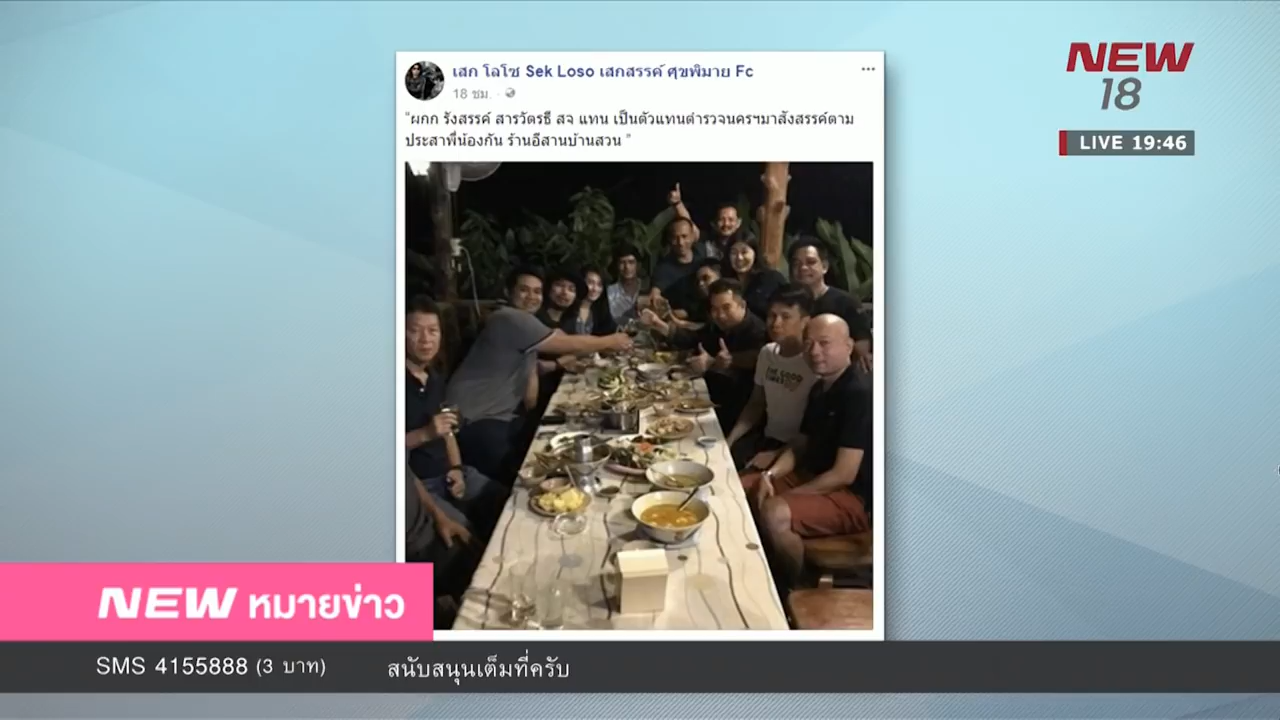 NEW
18
LIVE 19:46
เสก โลโซ Sek Loso เสกสรรค์ ศุขพิมาย Fc
18 ชม. ·
"ผกก รังสรรค์ สารวัตรธี สจ แทน เป็นตัวแทนตำรวจนครฯมาสังสรรค์ตาม
ประสาพี่น้องกัน ร้านอีสานบ้านสวน "
NEW หมายข่าว
SMS 4155888 (3 บาท) สนับสนุนเต็มที่ครับ